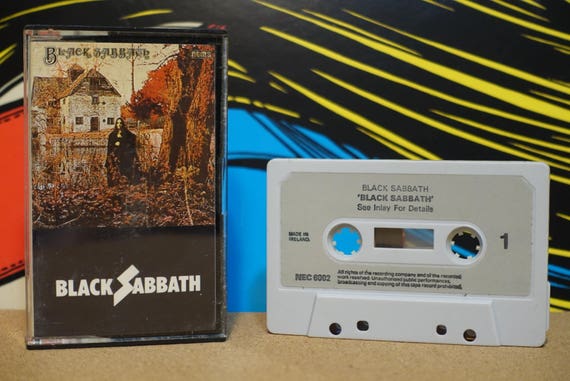 BLACK SABBATH
BLACK SABBATH
BLACK SABBATH
'BLACK SABBATH'
See Inlay For Details
MADE IN
IRELAND.
1
NEC 6002
All rights of the recording company and of the recorded
work reserved. Unauthorised public performances,
broadcasting and copying of this tape record prohibited.